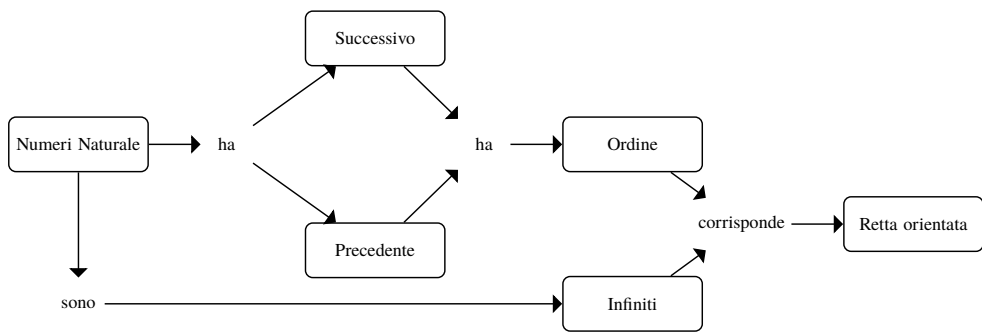 Successivo
Numeri Naturale
ha
ha
Ordine
Precedente
corrisponde
Retta orientata
sono
Infiniti